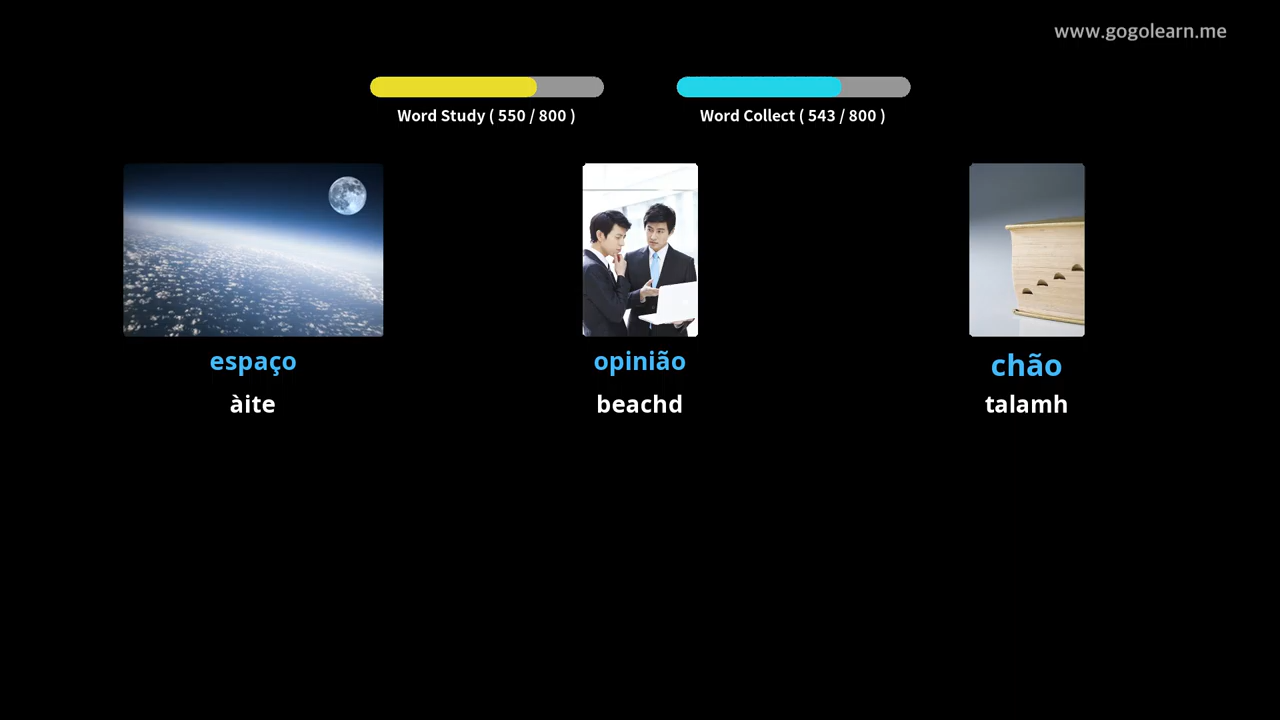 www.gogolearn.me
Word Study ( 550 / 800 )
Word Collect ( 543 / 800 )
espaço
àite
opinião
beachd
chão
talamh